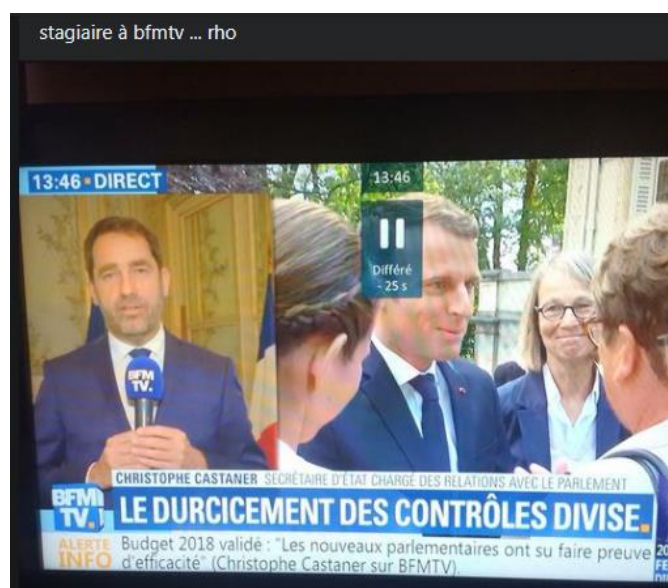 stagiaire à bfmtv ... rho
13:46 DIRECT
13:46
Différé
- 25 s
BFM
TV.
CHRISTOPHE CASTANER SECRÉTAIRE D'ÉTAT CHARGÉ DES RELATIONS AVEC LE PARLEMENT
BFM
TV.
LE DURCICEMENT DES CONTRÔLES DIVISE.
ALERTE
INFO
Budget 2018 validé : "Les nouveaux parlementaires ont su faire preuve
d'efficacité" (Christophe Castaner sur BFMTV).